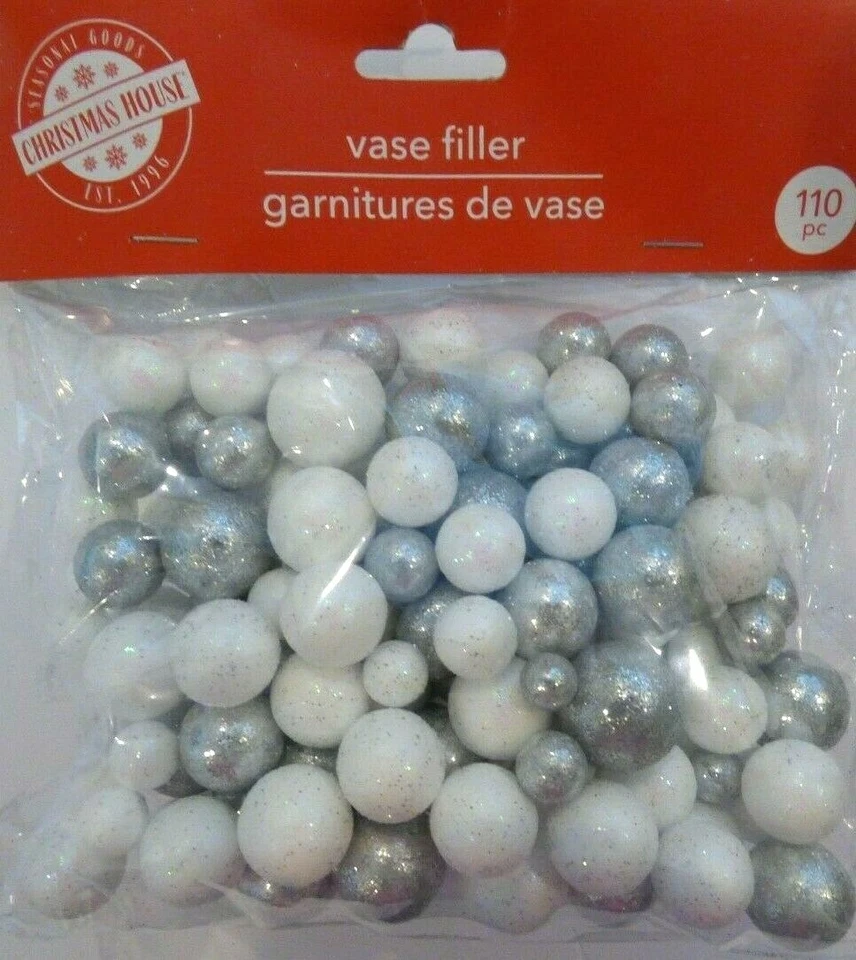 SEASONAL GOODS
CHRISTMAS HOUSE
EST. 1996
vase filler
garnitures de vase
110
pc